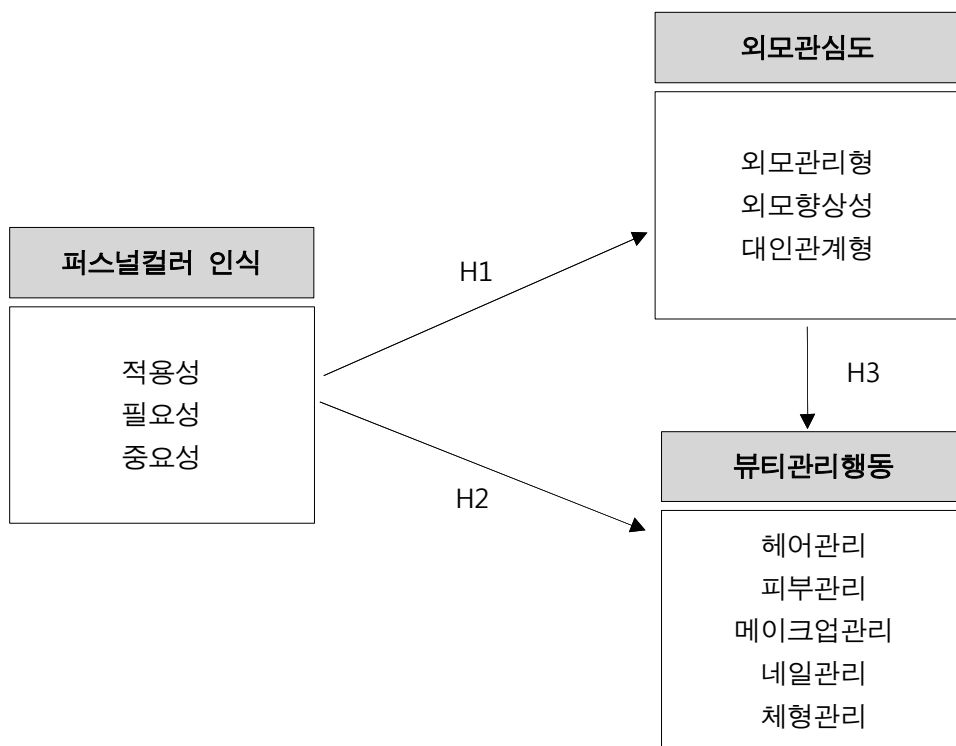 외모관심도
외모관리형
외모향상성
대인관계형
퍼스널컬러 인식
적용성
필요성
중요성
H1
H2
H3
뷰티관리행동
헤어관리
피부관리
메이크업관리
네일관리
체형관리